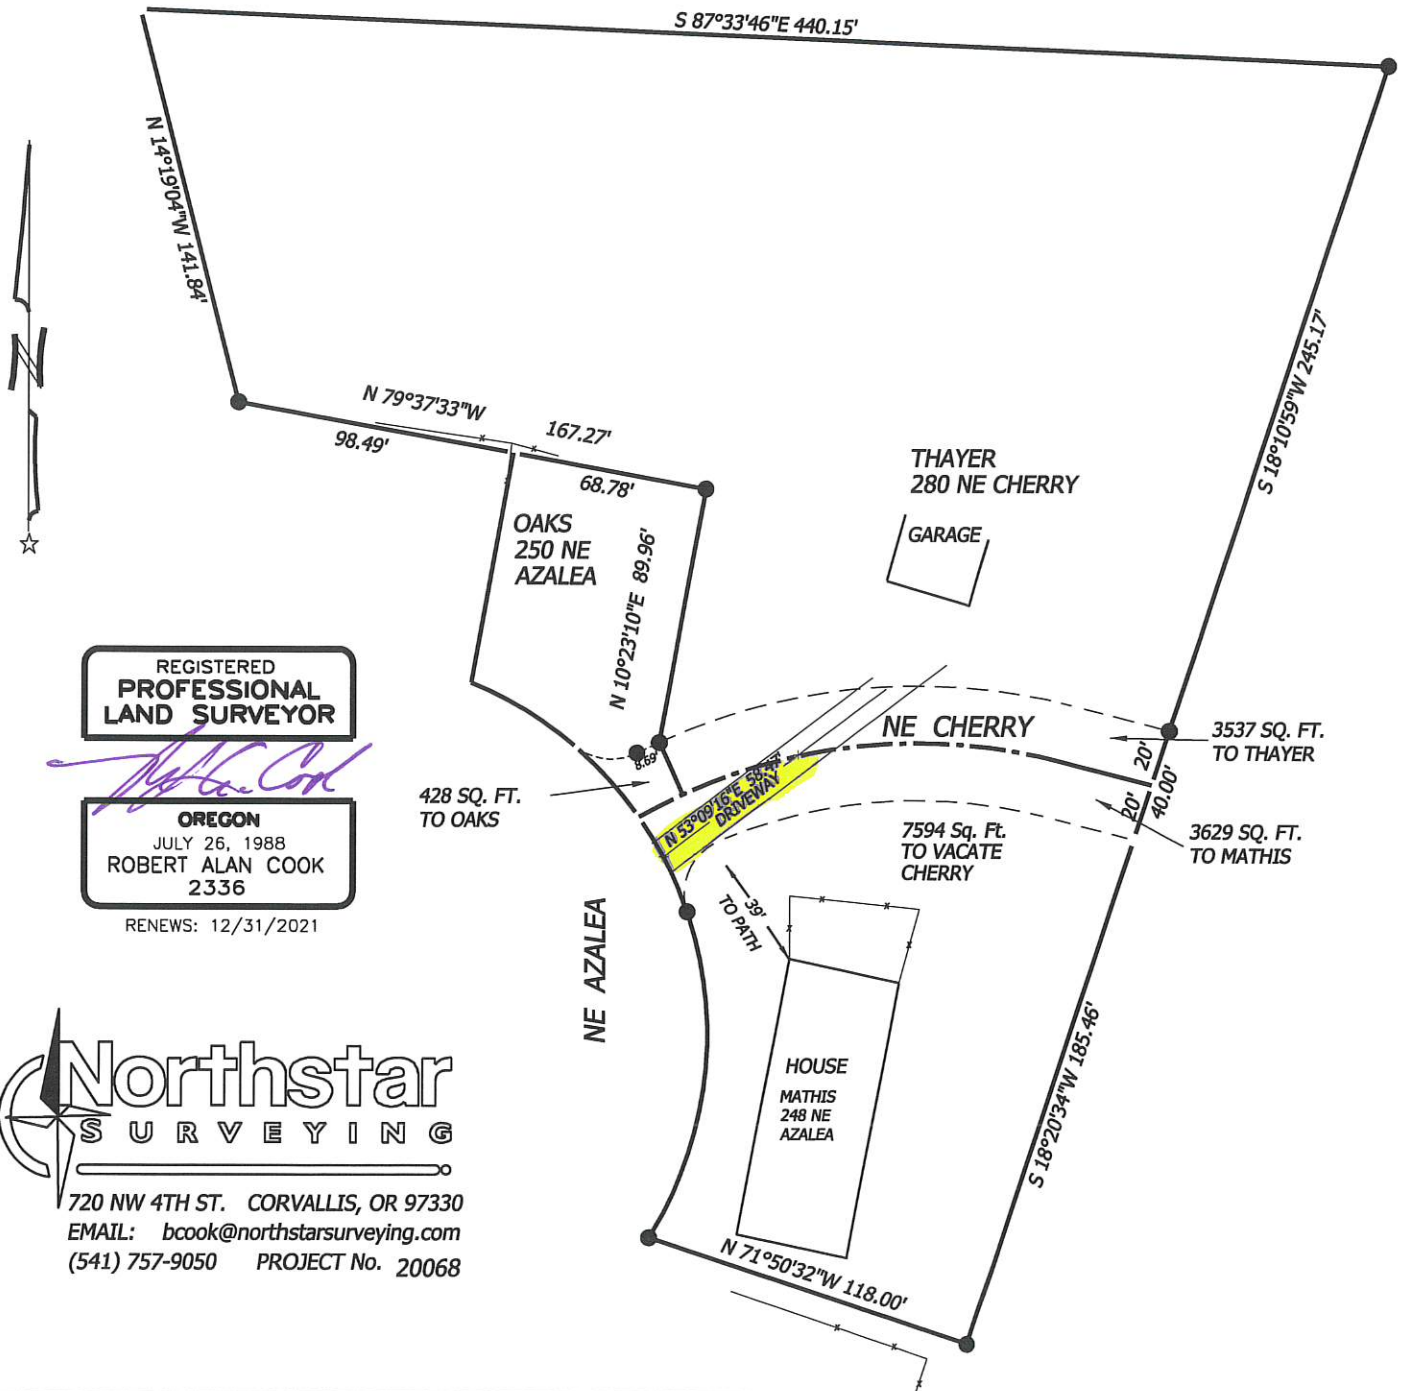 S 87°33'46"E 440.15'
N 14°19'04"W 141.84'
N
N 79°37'33"W
167.27'
98.49'
68.78'
S 18°10'59"W 245.17'
THAYER
280 NE CHERRY
GARAGE
OAKS
250 NE
AZALEA
N 10°23'10"E 89.96'
REGISTERED
PROFESSIONAL
LAND SURVEYOR
OREGON
JULY 26, 1988
ROBERT ALAN COOK
2336
RENEWS: 12/31/2021
NE CHERRY
3537 SQ. FT.
TO THAYER
20'
8.69'
428 SQ. FT.
TO OAKS
N 53°09'16"E 58.47'
DRIVEWAY
20'
40.00'
7594 Sq. Ft.
TO VACATE
CHERRY
3629 SQ. FT.
TO MATHIS
39'
TO PATH
NE AZALEA
HOUSE
MATHIS
248 NE
AZALEA
S 18°20'34"W 185.46'
N 71°50'32"W 118.00'
Northstar
SURVEYING
720 NW 4TH ST. CORVALLIS, OR 97330
EMAIL: bcook@northstarsurveying.com
(541) 757-9050 PROJECT No. 20068